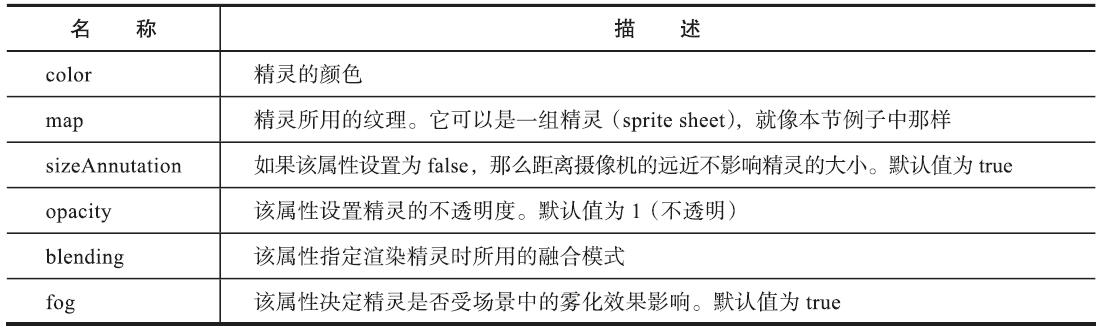 名 称 描 述
color 精灵的颜色
map 精灵所用的纹理。它可以是一组精灵（sprite sheet），就像本节例子中那样
sizeAnnutation 如果该属性设置为 false，那么距离摄像机的远近不影响精灵的大小。默认值为 true
opacity 该属性设置精灵的不透明度。默认值为 1（不透明）
blending 该属性指定渲染精灵时所用的融合模式
fog 该属性决定精灵是否受场景中的雾化效果影响。默认值为 true